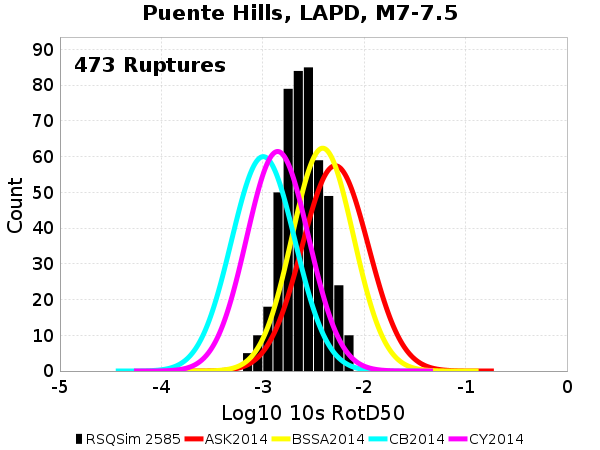 Puente Hills, LAPD, M7-7.5
473 Ruptures
Count
90
80
70
60
50
40
30
20
10
0
-5 -4 -3 -2 -1 0
Log10 10s RotD50
RSQSim 2585 ASK2014 BSSA2014 CB2014 CY2014